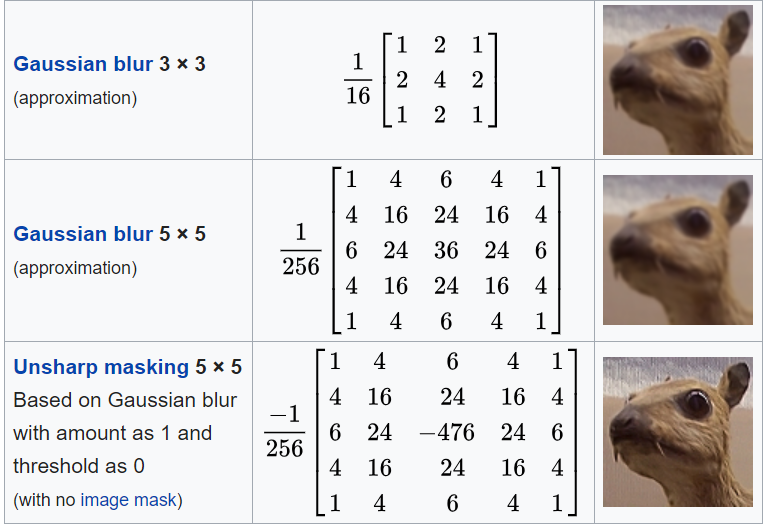 Gaussian blur 3 × 3
(approximation)
1
16
1 2 1
2 4 2
1 2 1
Gaussian blur 5 × 5
(approximation)
1
256
1 4 6 4 1
4 16 24 16 4
6 24 36 24 6
4 16 24 16 4
1 4 6 4 1
Unsharp masking 5 × 5
Based on Gaussian blur
with amount as 1 and
threshold as 0
(with no image mask)
−1
256
1 4 6 4 1
4 16 24 16 4
6 24 −476 24 6
4 16 24 16 4
1 4 6 4 1